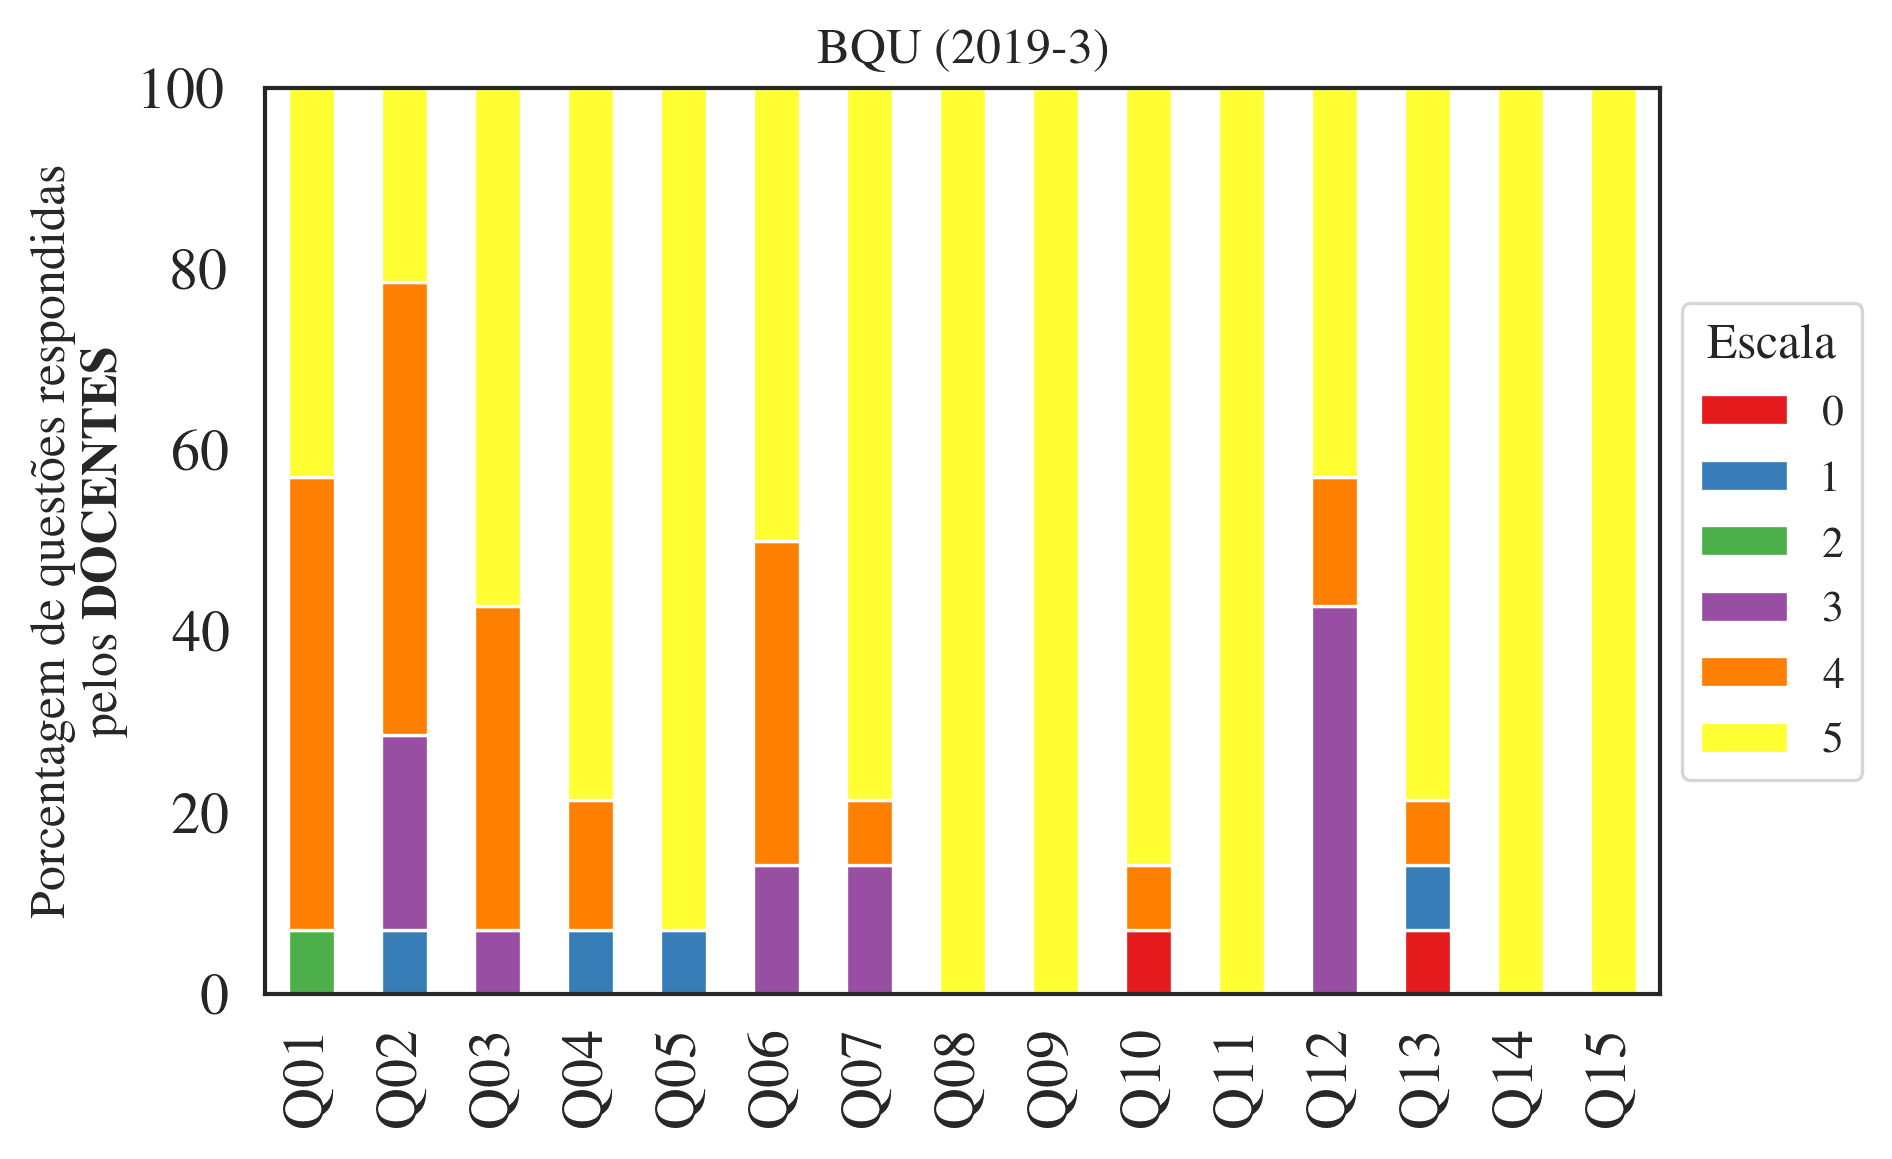 BQU (2019-3)
Porcentagem de questões respondidas
pelos DOCENTES
100
80
60
40
20
0
Q01
Q02
Q03
Q04
Q05
Q06
Q07
Q08
Q09
Q10
Q11
Q12
Q13
Q14
Q15
Escala
0
1
2
3
4
5